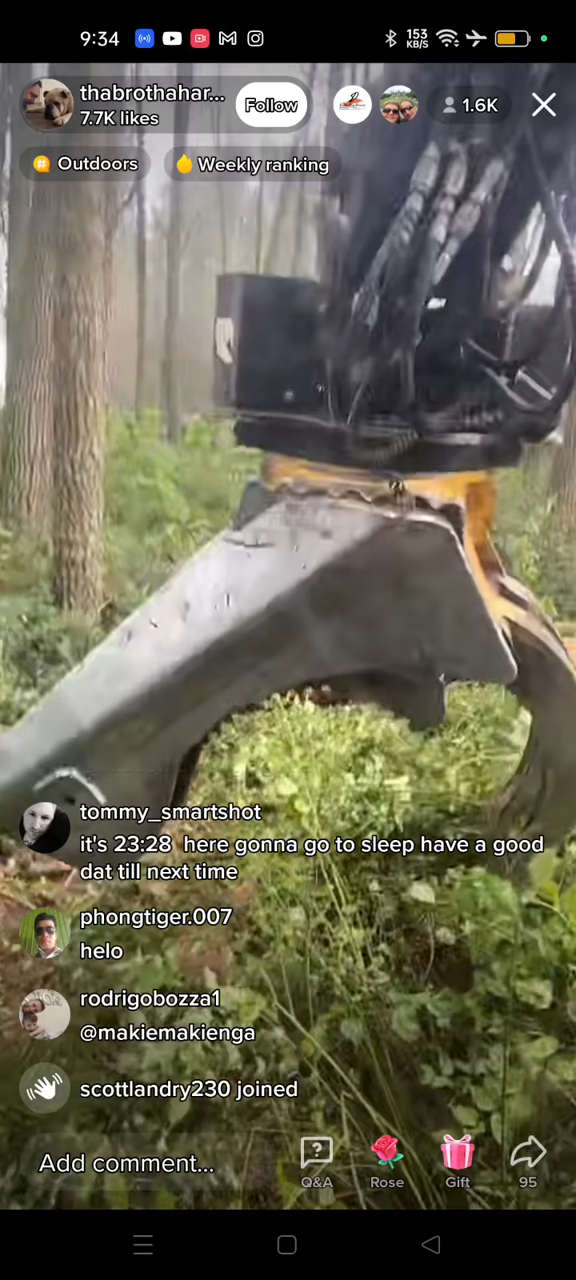 9:34
153
KB/S
thabrothahar...
7.7K likes
Follow
1.6K
Outdoors
Weekly ranking
tommy_smartshot
it's 23:28 here gonna go to sleep have a good
dat till next time
phongtiger.007
helo
rodrigobozza1
@makiemakienga
scottlandry230 joined
Add comment...
Q&A
Rose
Gift
95